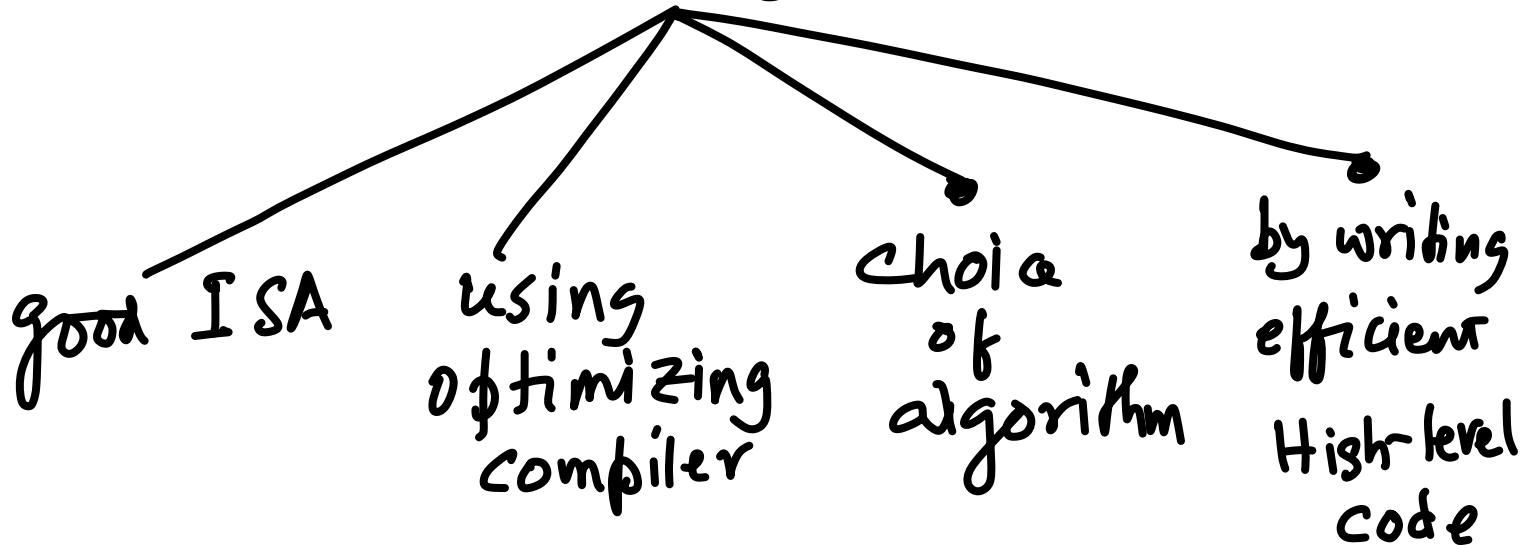 good ISA
using
optimizing
compiler
choice
of
algorithm
by writing
efficient
High-level
code